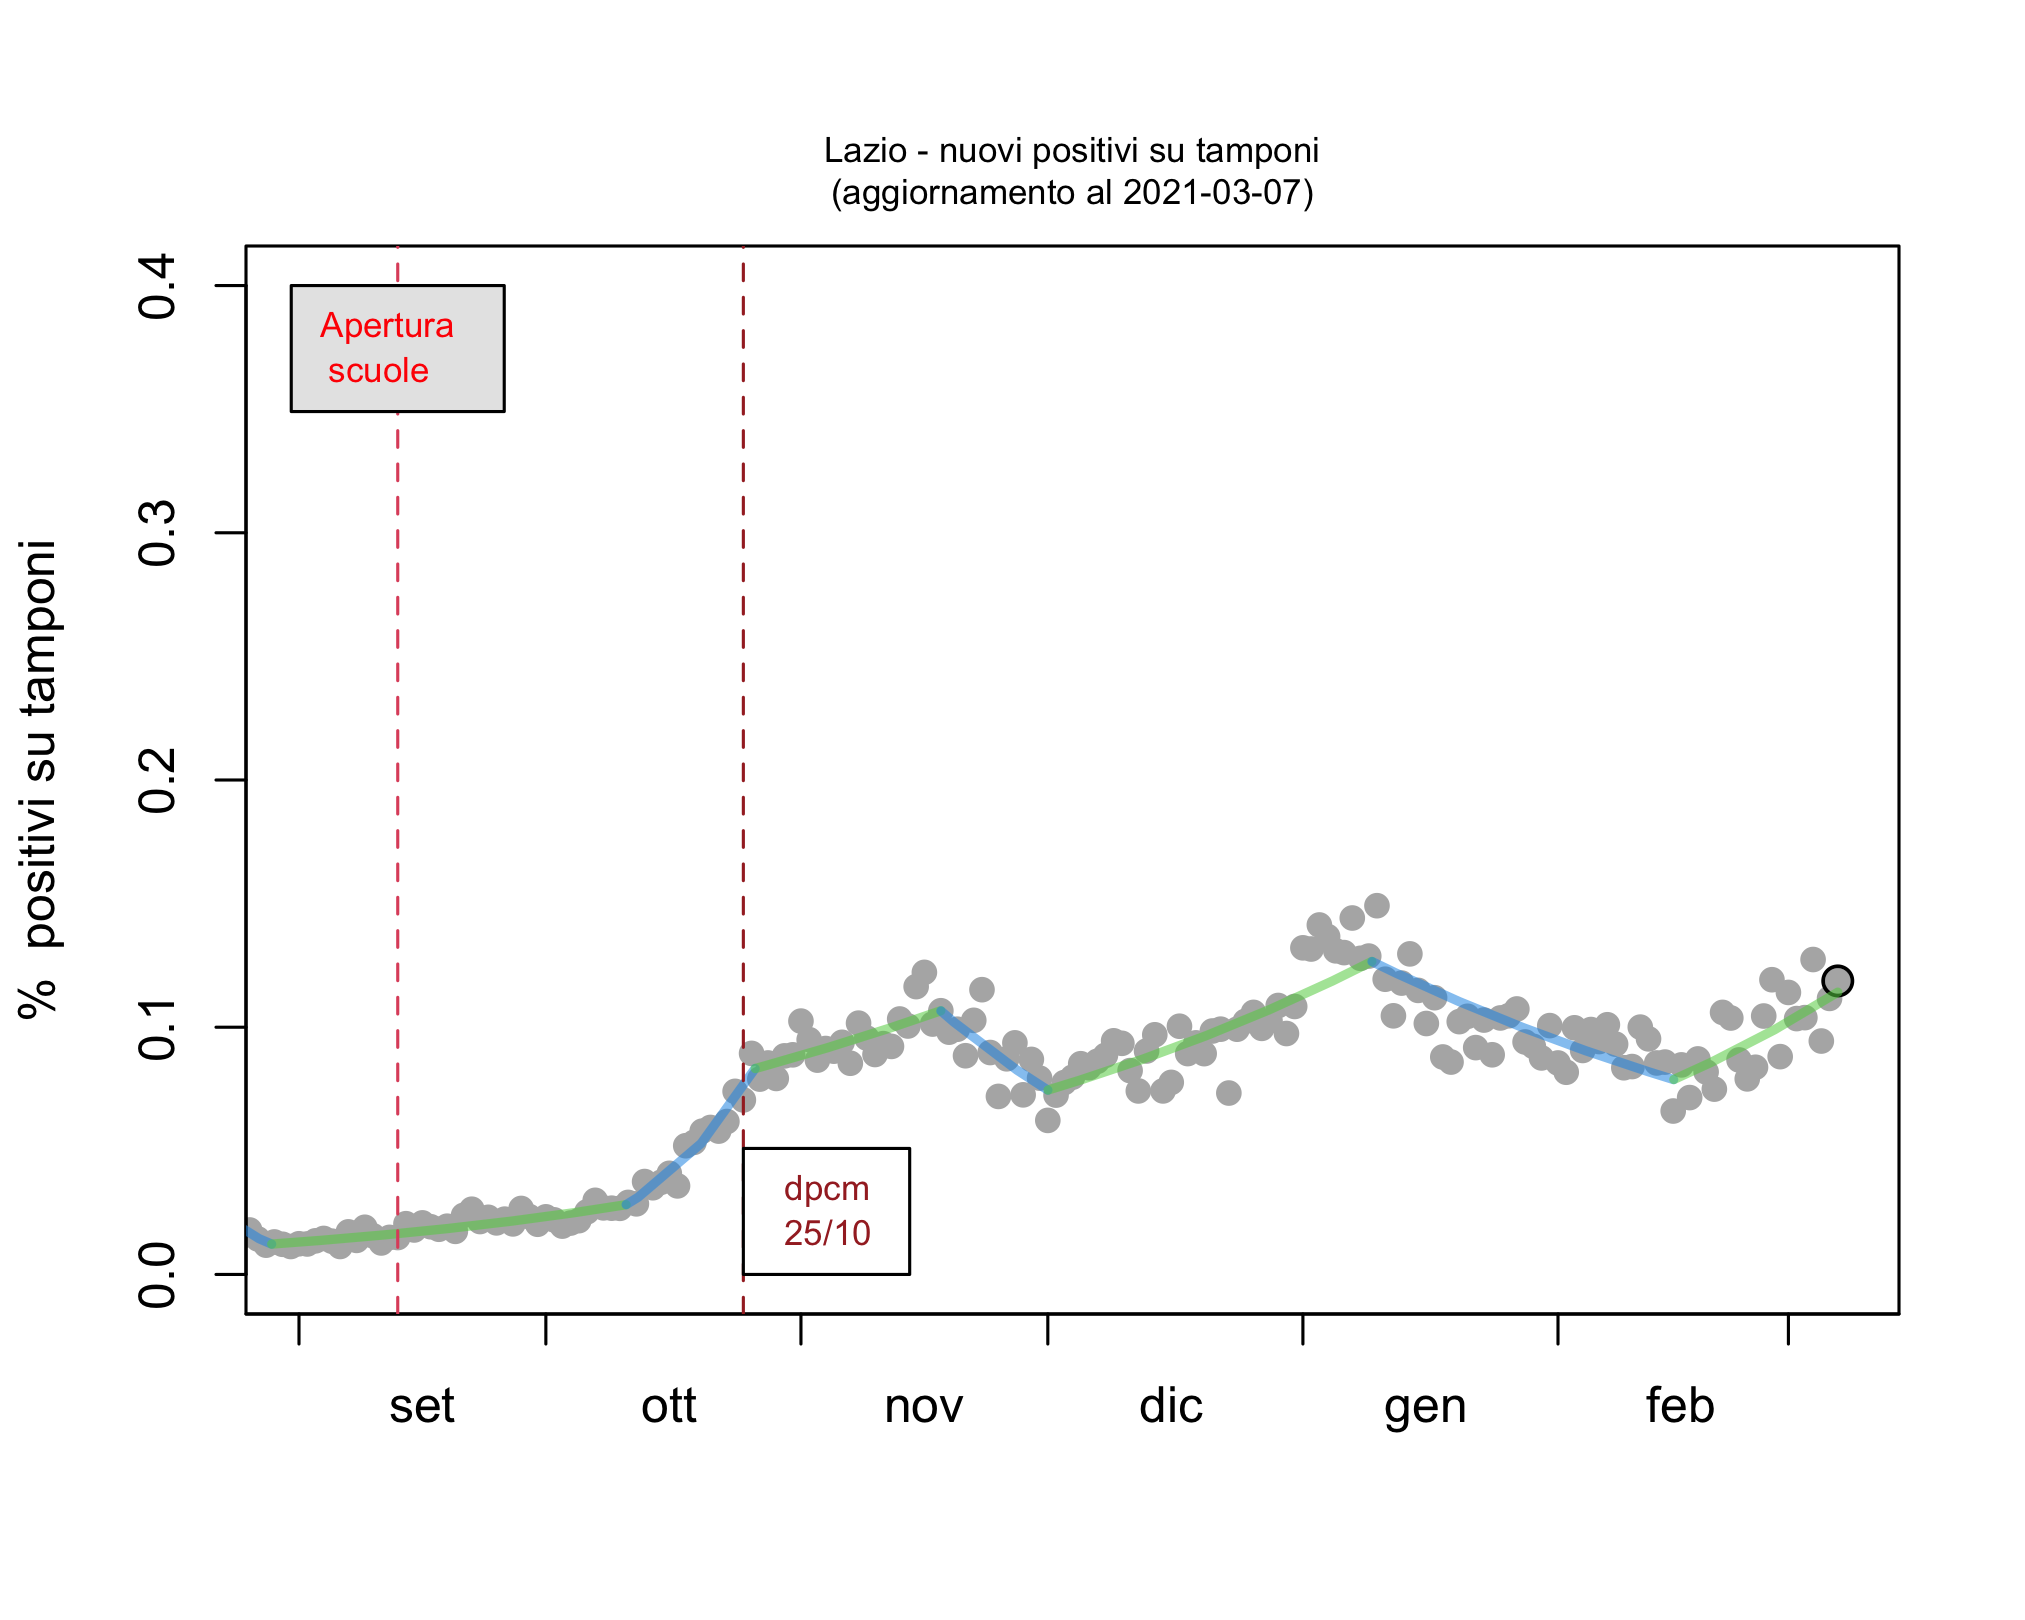 Lazio - nuovi positivi su tamponi
(aggiornamento al 2021-03-07)
% positivi su tamponi
0.4
0.3
0.2
0.1
0.0
Apertura
scuole
dpcm
25/10
set
ott
nov
dic
gen
feb